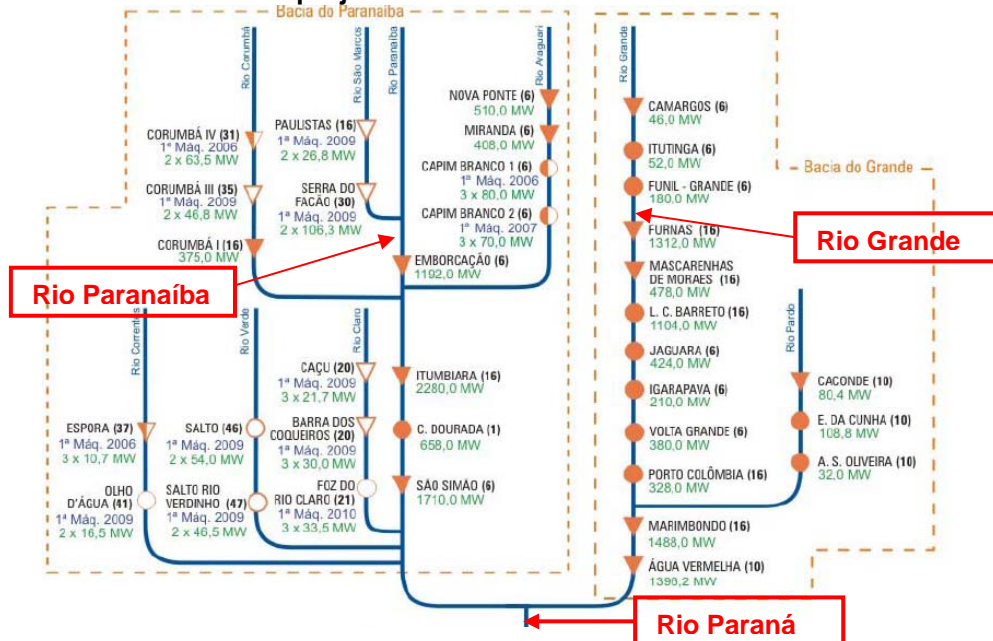 Bacia do Paranaíba
Rio Corumbá
Rio São Marcos
Rio Paranaíba
Rio Araguari
Rio Grande
CORUMBÁ IV (31)
1ª Máq. 2006
2 x 63,5 MW
CORUMBÁ III (35)
1ª Máq. 2009
2 x 46,8 MW
CORUMBÁ I (16)
375,0 MW
PAULISTAS (16)
1ª Máq. 2009
2 x 26,8 MW
SERRA DO
FACÃO (30)
1ª Máq. 2009
2 x 106,3 MW
NOVA PONTE (6)
510,0 MW
MIRANDA (6)
408,0 MW
CAPIM BRANCO 1 (6)
1ª Máq. 2006
3 x 80,0 MW
CAPIM BRANCO 2 (6)
1ª Máq. 2007
3 x 70,0 MW
EMBORCAÇÃO (6)
1192,0 MW
Rio Paranaíba
Rio Correntes
Rio Verde
Rio Claro
CAÇU (20)
1ª Máq. 2009
3 x 21,7 MW
BARRA DOS
COQUEIROS (20)
1ª Máq. 2009
3 x 30,0 MW
FOZ DO
RIO CLARO (21)
1ª Máq. 2010
3 x 33,5 MW
ESPORA (37)
1ª Máq. 2006
3 x 10,7 MW
OLHO
D'ÁGUA (41)
1ª Máq. 2009
2 x 16,5 MW
SALTO (46)
1ª Máq. 2009
2 x 54,0 MW
SALTO RIO
VERDINHO (47)
1ª Máq. 2009
2 x 46,5 MW
ITUMBIARA (16)
2280,0 MW
C. DOURADA (1)
658,0 MW
SÃO SIMÃO (6)
1710,0 MW
CAMARGOS (6)
46,0 MW
ITUTINGA (6)
52,0 MW
FUNIL - GRANDE (6)
180,0 MW
FURNAS (16)
1312,0 MW
MASCARENHAS
DE MORAES (16)
478,0 MW
L. C. BARRETO (16)
1104,0 MW
JAGUARA (6)
424,0 MW
IGARAPAVA (6)
210,0 MW
VOLTA GRANDE (6)
380,0 MW
PORTO COLÔMBIA (16)
328,0 MW
MARIMBONDO (16)
1488,0 MW
ÁGUA VERMELHA (10)
1396,2 MW
Bacia do Grande
Rio Grande
Rio Pardo
CACONDE (10)
80,4 MW
E. DA CUNHA (10)
108,8 MW
A. S. OLIVEIRA (10)
32,0 MW
Rio Paraná